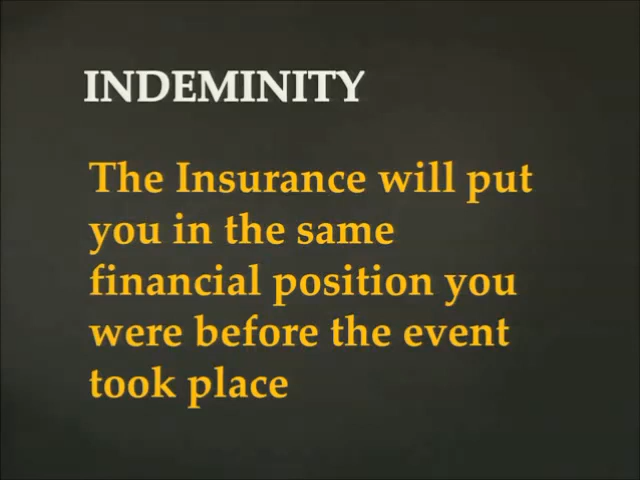 INDEMINITY
The Insurance will put
you in the same
financial position you
were before the event
took place